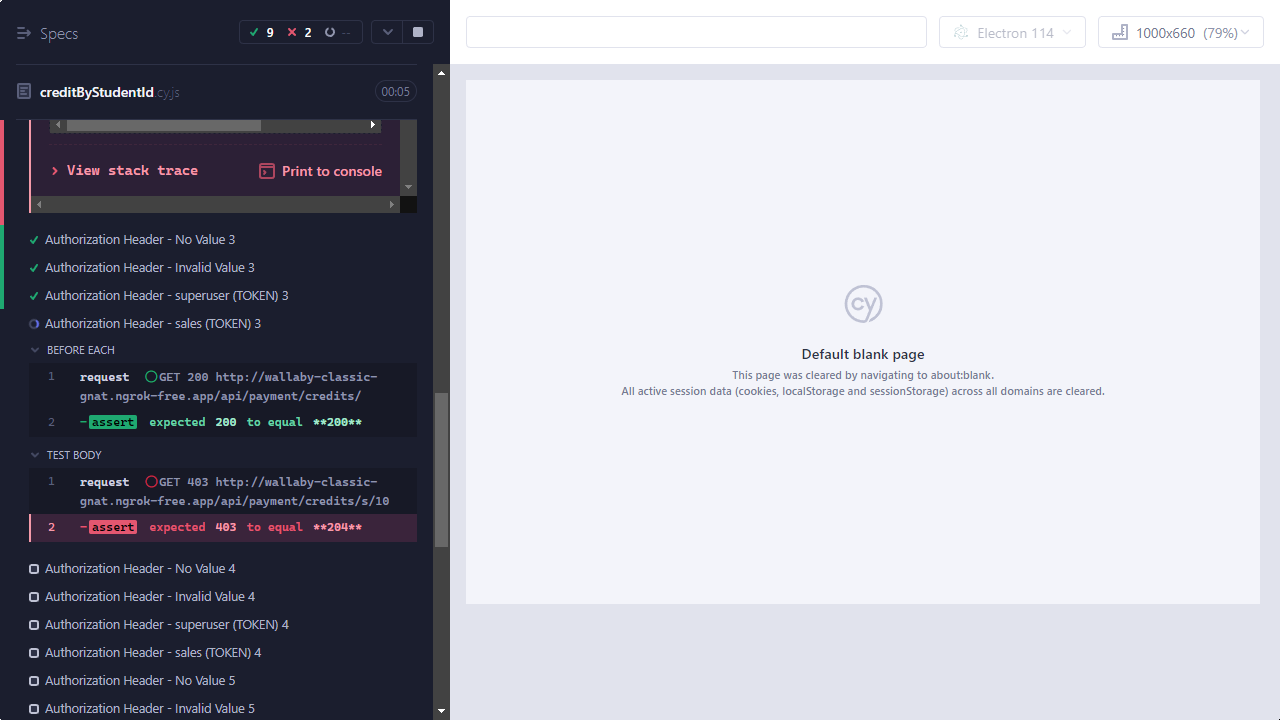 Specs
9 2 --
creditByStudentId.cy.js
00:05
View stack trace
Print to console
Authorization Header - No Value 3
Authorization Header - Invalid Value 3
Authorization Header - superuser (TOKEN) 3
Authorization Header - sales (TOKEN) 3
BEFORE EACH
1 request GET 200 http://wallaby-classic-
gnat.ngrok-free.app/api/payment/credits/
2 -assert expected 200 to equal **200**
TEST BODY
1 request GET 403 http://wallaby-classic-
gnat.ngrok-free.app/api/payment/credits/s/10
2 -assert expected 403 to equal **204**
Authorization Header - No Value 4
Authorization Header - Invalid Value 4
Authorization Header - superuser (TOKEN) 4
Authorization Header - sales (TOKEN) 4
Authorization Header - No Value 5
Authorization Header - Invalid Value 5
Electron 114
1000x660 (79%)
cy
Default blank page
This page was cleared by navigating to about:blank.
All active session data (cookies, localStorage and sessionStorage) across all domains are cleared.